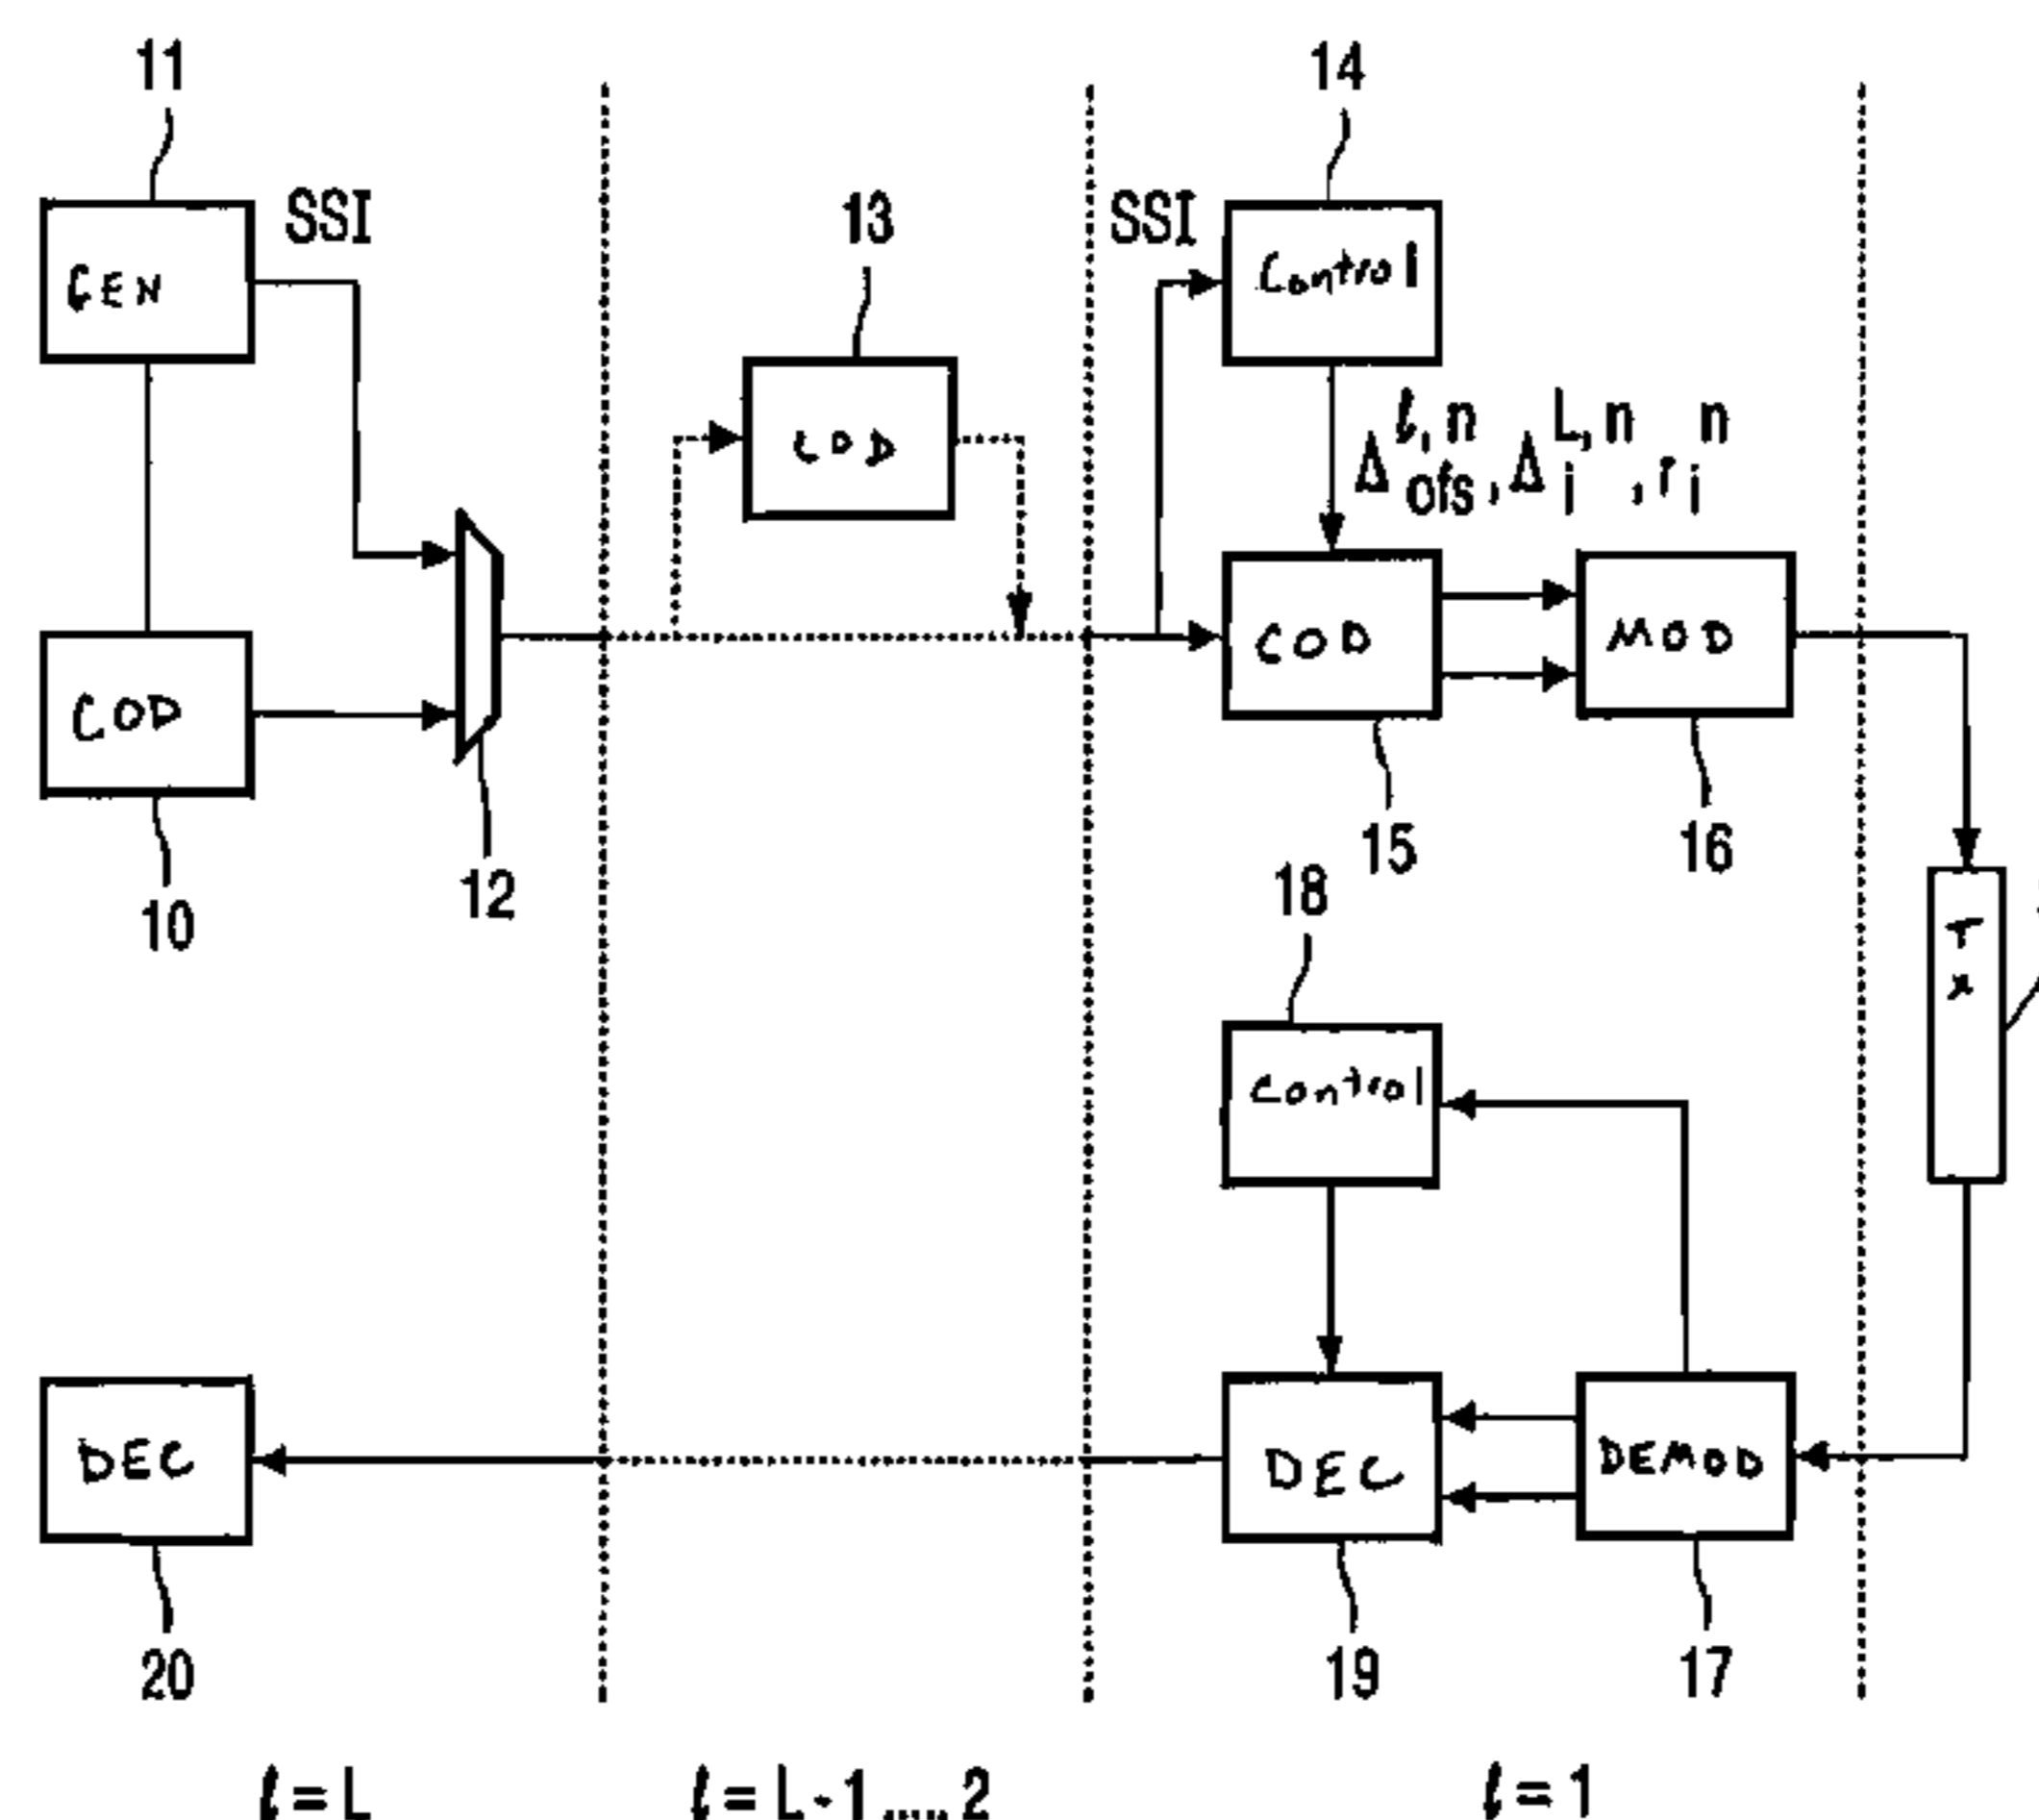 11
14
SSI
13
SSI
GEN
Control
COD
Δ ofs l, n , Δ i L, n , r i n
COD
COD
MOD
10
12
15
16
18
T x
Control
DEC
DEC
DEMOD
20
19
17
l = L
l = L - 1 ..... 2
l = 1